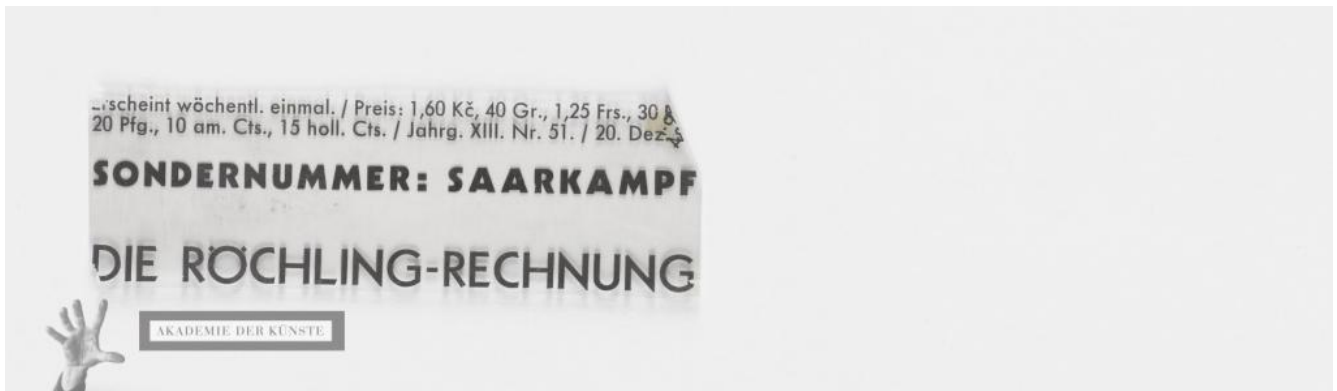 scheint wöchentl. einmal. / Preis: 1,60 Kč, 40 Gr., 1,25 Frs., 30
20 Pfg., 10 am. Cts., 15 holl. Cts. / Jahrg. XIII. Nr. 51. / 20. Dez.
SONDERNUMMER: SAARKAMPF
DIE RÖCHLING-RECHNUNG
AKADEMIE DER KÜNSTE